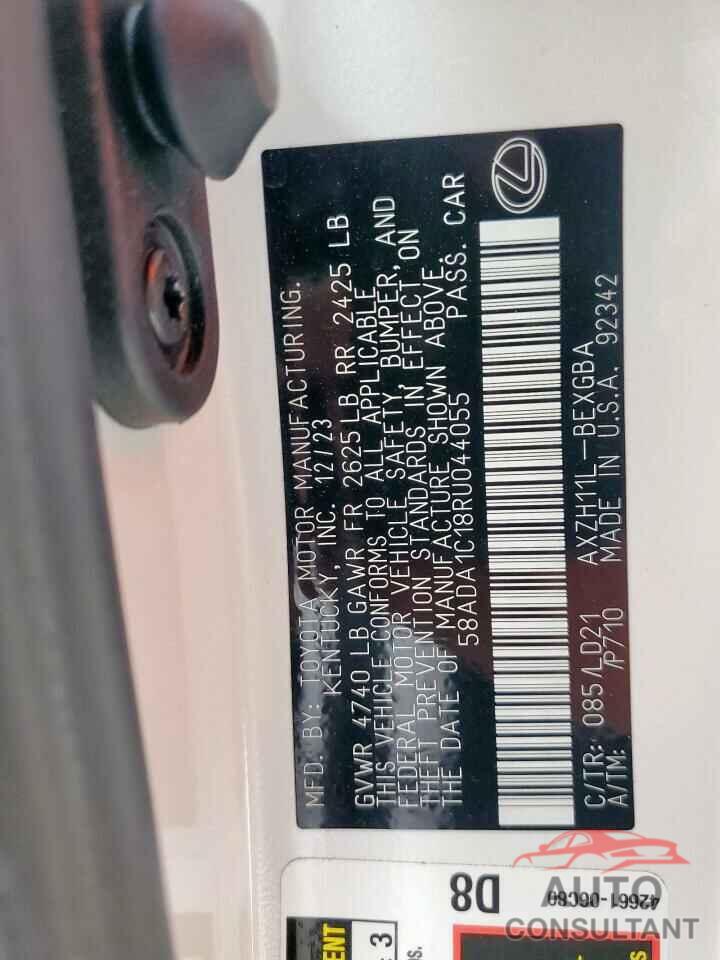 MFD. BY: TOYOTA MOTOR MANUFACTURING.
KENTUCKY, INC. 12/23
GVWR 4740 LB GAWR FR 2625 LB RR 2425 LB
THIS VEHICLE CONFORMS TO ALL APPLICABLE
FEDERAL MOTOR VEHICLE SAFETY, BUMPER, AND
THEFT PREVENTION STANDARDS IN EFFECT ON
THE DATE OF MANUFACTURE SHOWN ABOVE.
58ADA1C18RU044055 PASS. CAR
C/TR: 085/LD21 AXZH11L-BEXGBA
A/TM: /P710 MADE IN U.S.A. 92342
D8
42661-06C80
3
AUTO
CONSULTANT